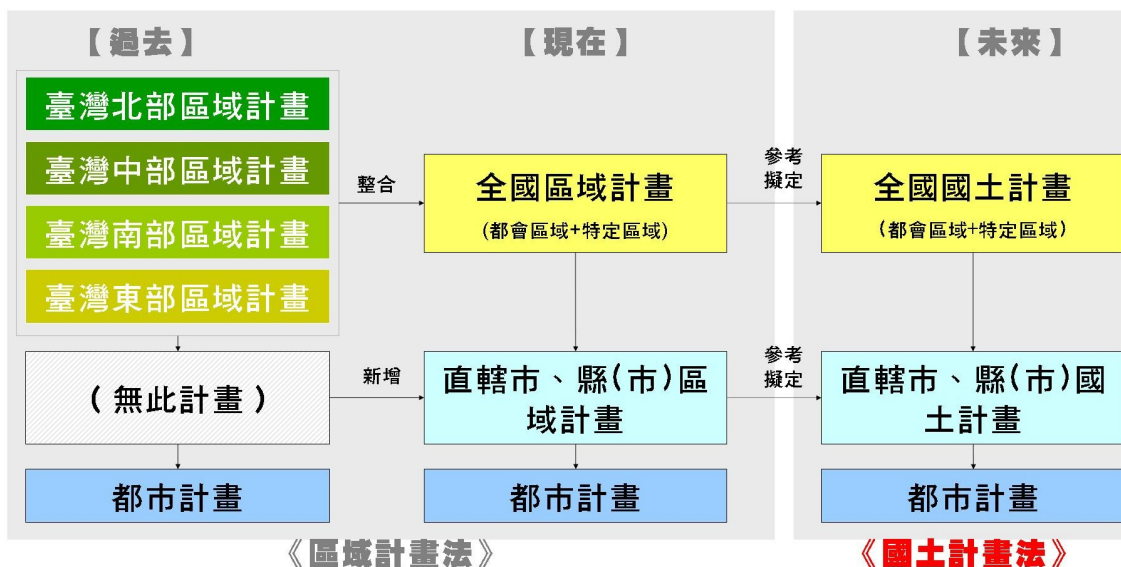 【過去】
【現在】
【未來】
臺灣北部區域計畫
臺灣中部區域計畫
臺灣南部區域計畫
臺灣東部區域計畫
整合
全國區域計畫
(都會區域+特定區域)
參考
擬定
全國國土計畫
(都會區域+特定區域)
(無此計畫)
新增
直轄市、縣(市)區
域計畫
參考
擬定
直轄市、縣(市)國
土計畫
都市計畫
都市計畫
都市計畫
《區域計畫法》
《國土計畫法》